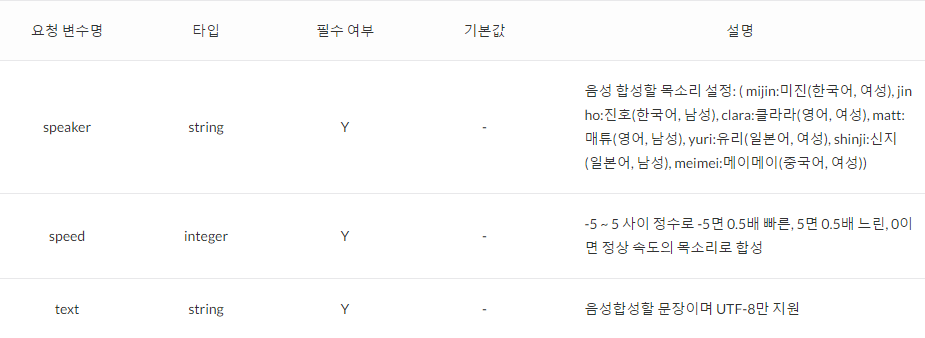 요청 변수명 타입 필수 여부 기본값 설명
음성 합성할 목소리 설정: ( mijin:미진(한국어, 여성), jin
ho:진호(한국어, 남성), clara:클라라(영어, 여성), matt:
speaker string Y - 매튜(영어, 남성), yuri:유리(일본어, 여성), shinji:신지
(일본어, 남성), meimei:메이메이(중국어, 여성))
speed integer Y - -5 ~ 5 사이 정수로 -5면 0.5배 빠른, 5면 0.5배 느린, 0이
면 정상 속도의 목소리로 합성
text string Y - 음성합성할 문장이며 UTF-8만 지원